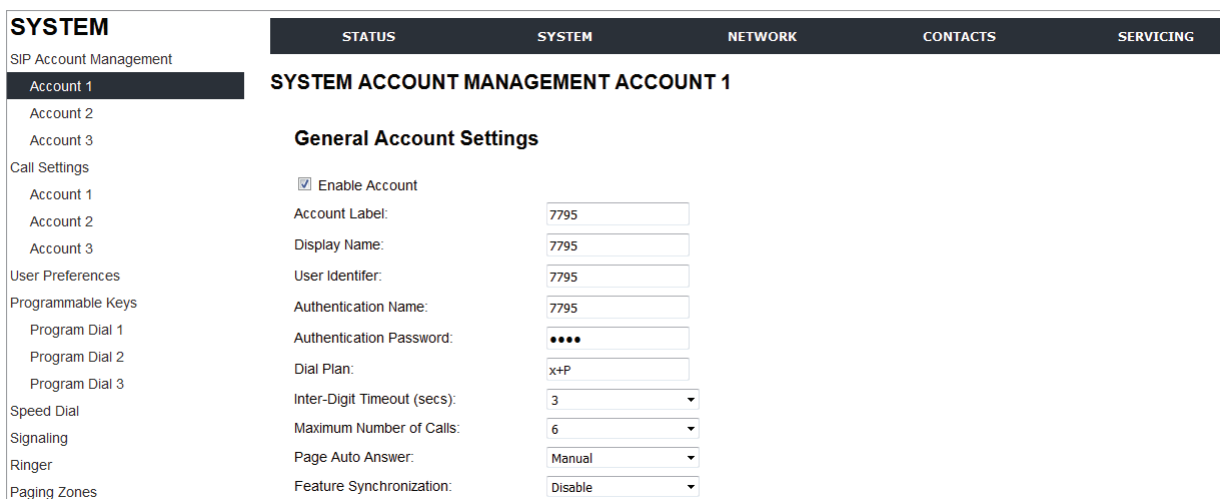 SYSTEM
SIP Account Management
Account 1
Account 2
Account 3
Call Settings
Account 1
Account 2
Account 3
User Preferences
Programmable Keys
Program Dial 1
Program Dial 2
Program Dial 3
Speed Dial
Signaling
Ringer
Paging Zones
STATUS SYSTEM NETWORK CONTACTS SERVICING
SYSTEM ACCOUNT MANAGEMENT ACCOUNT 1
General Account Settings
Enable Account
Account Label: 7795
Display Name: 7795
User Identifer: 7795
Authentication Name: 7795
Authentication Password: ••••
Dial Plan: x+P
Inter-Digit Timeout (secs): 3
Maximum Number of Calls: 6
Page Auto Answer: Manual
Feature Synchronization: Disable